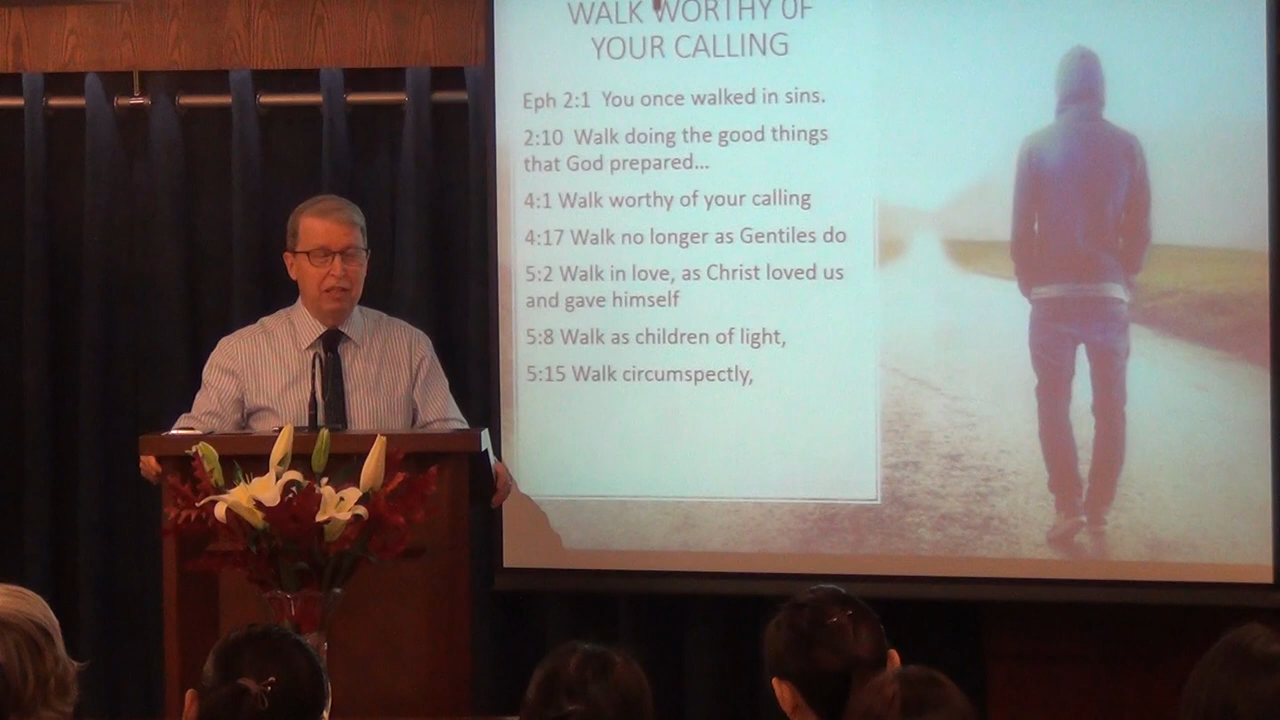 WALK WORTHY OF
YOUR CALLING
Eph 2:1 You once walked in sins.
2:10 Walk doing the good things
that God prepared...
4:1 Walk worthy of your calling
4:17 Walk no longer as Gentiles do
5:2 Walk in love, as Christ loved us
and gave himself
5:8 Walk as children of light,
5:15 Walk circumspectly,